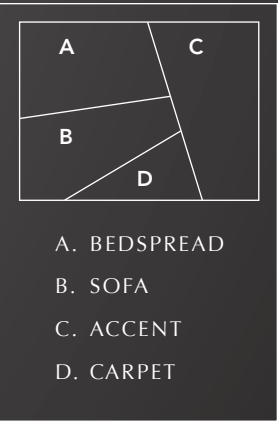 A
C
B
D
A. BEDSPREAD
B. SOFA
C. ACCENT
D. CARPET